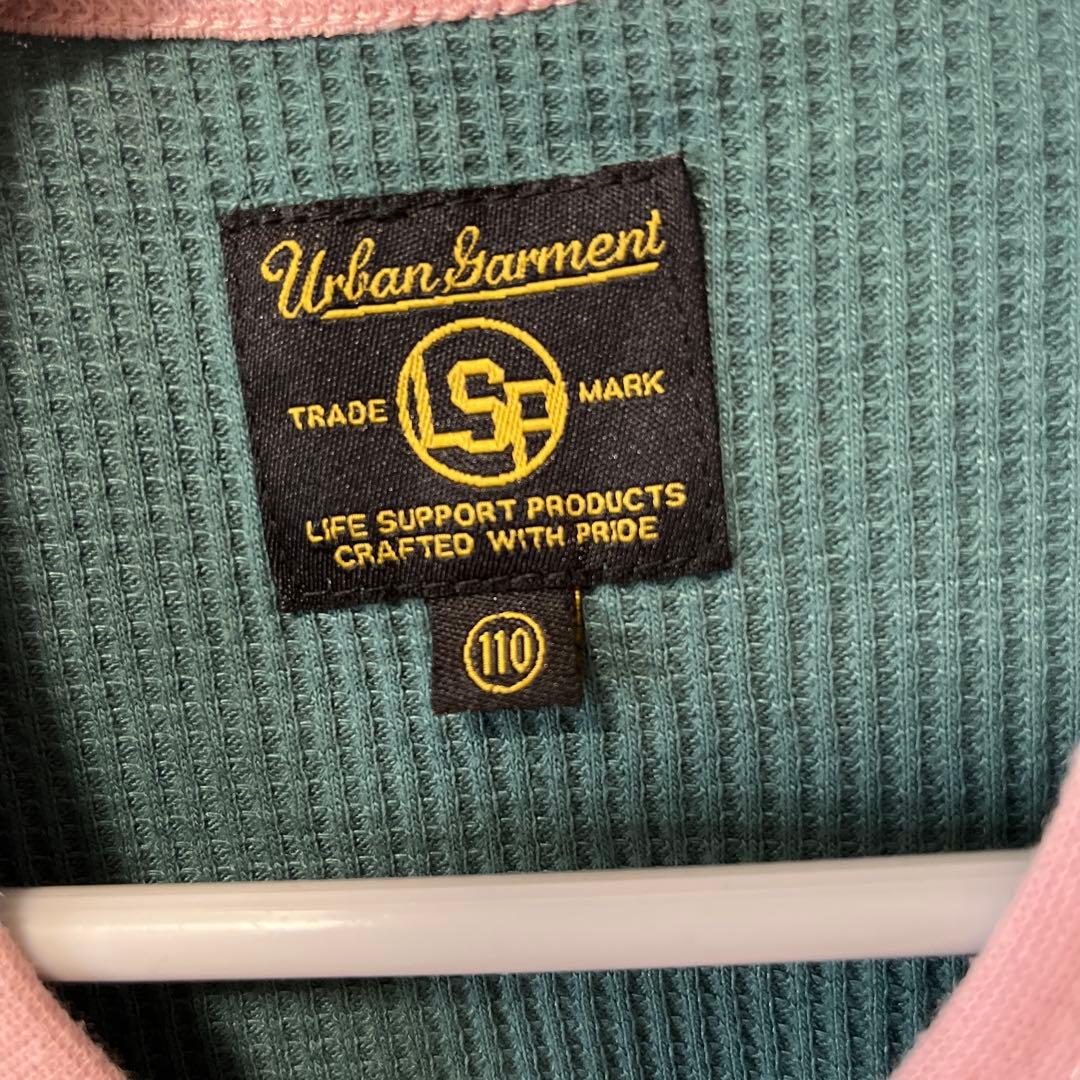 Urban Garment
TRADE LSP MARK
LIFE SUPPORT PRODUCTS
CRAFTED WITH PRIDE
110